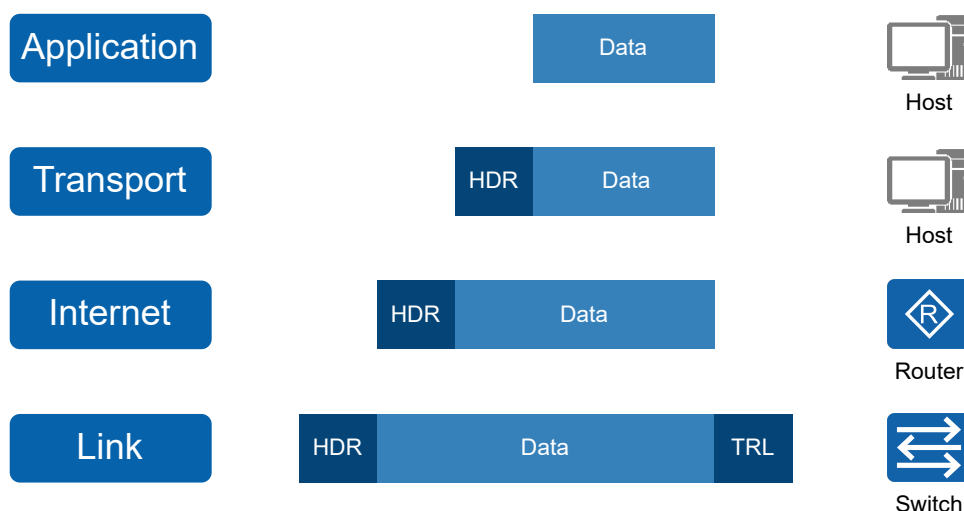 Application
Data
Host
Transport
HDR
Data
Host
Internet
HDR
Data
R
Router
Link
HDR
Data
TRL
Switch